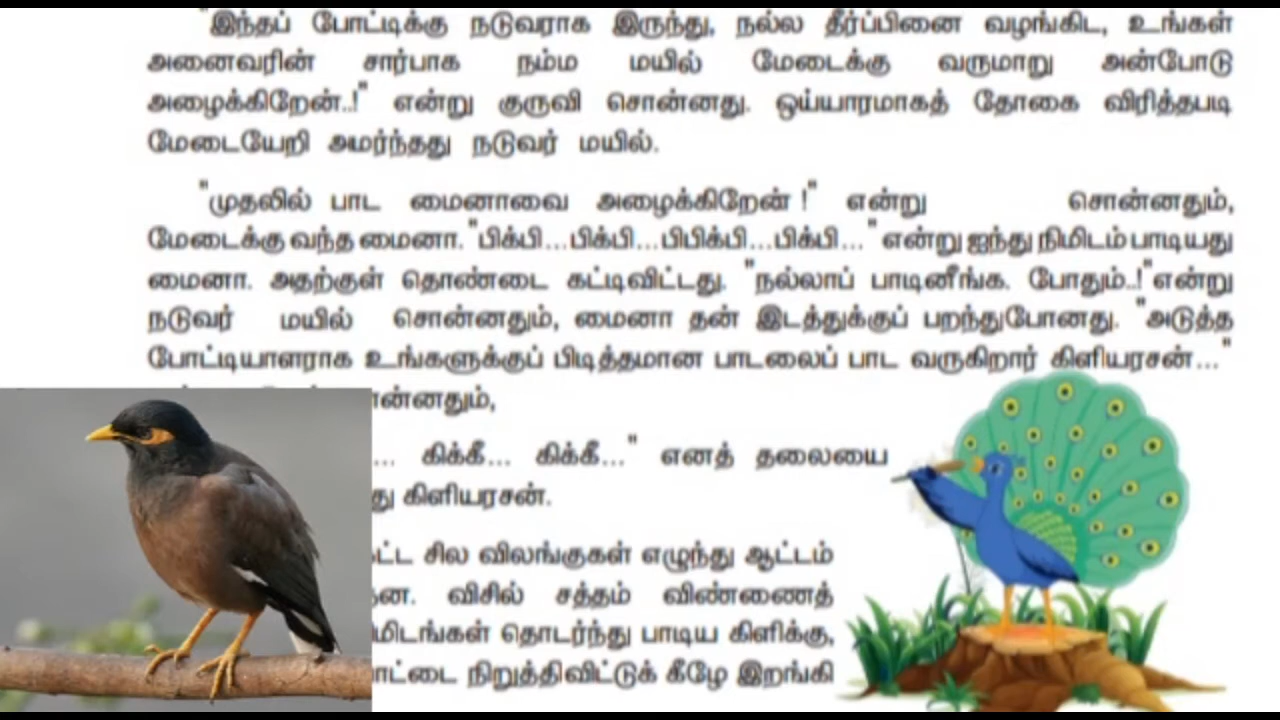 "இந்தப் போட்டிக்கு நடுவராக இருந்து, நல்ல தீர்ப்பினை வழங்கிட, உங்கள்
அனைவரின் சார்பாக நம்ம மயில் மேடைக்கு வருமாறு அன்போடு
அழைக்கிறேன்..!" என்று குருவி சொன்னது. ஒய்யாரமாகத் தோகை விரித்தபடி
மேடையேறி அமர்ந்தது நடுவர் மயில்.
"முதலில் பாட மைனாவை அழைக்கிறேன் !" என்று சொன்னதும்,
மேடைக்கு வந்த மைனா. "பிக்பி...பிக்பி...பிபிக்பி...பிக்பி..." என்று ஐந்து நிமிடம் பாடியது
மைனா. அதற்குள் தொண்டை கட்டிவிட்டது. "நல்லாப் பாடினீங்க. போதும்..!" என்று
நடுவர் மயில் சொன்னதும், மைனா தன் இடத்துக்குப் பறந்துபோனது. "அடுத்த
போட்டியாளராக உங்களுக்குப் பிடித்தமான பாடலைப் பாட வருகிறார் கிளியரசன்..."
ன்னதும்,
... கிக்கீ... கிக்கீ..." எனத் தலையை
து கிளியரசன்.
ட்ட சில விலங்குகள் எழுந்து ஆட்டம்
ன. விசில் சத்தம் விண்ணைத்
மிடங்கள் தொடர்ந்து பாடிய கிளிக்கு,
ாட்டை நிறுத்திவிட்டுக் கீழே இறங்கி